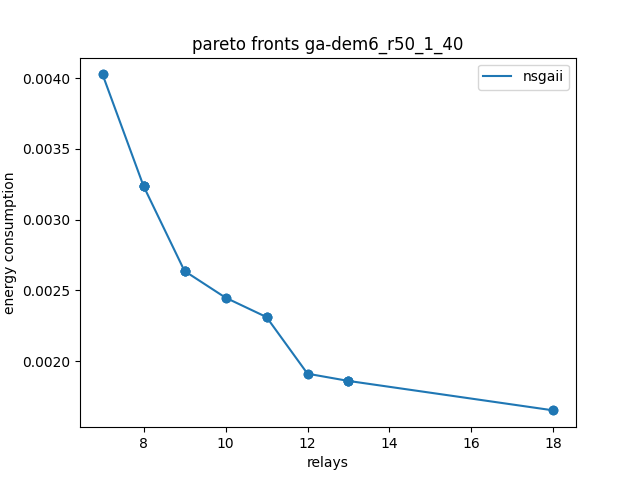 pareto fronts ga-dem6_r50_1_40
nsgaii
0.0040
0.0035
0.0030
0.0025
0.0020
energy consumption
8 10 12 14 16 18
relays